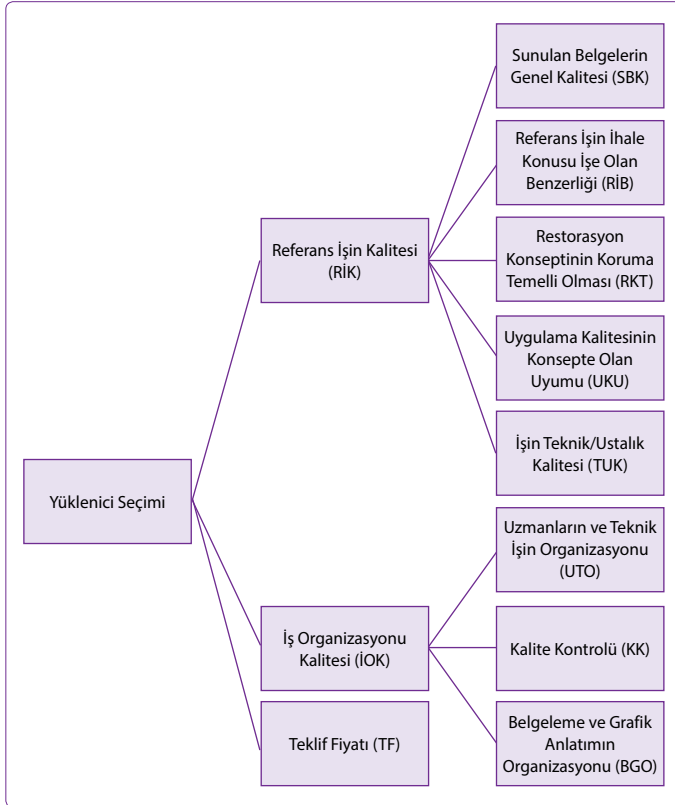 Sunulan Belgelerin
Genel Kalitesi (SBK)
Referans İşin İhale
Konusu İşe Olan
Benzerliği (RİB)
Referans İşin Kalitesi
(RİK)
Restorasyon
Konseptinin Koruma
Temelli Olması (RKT)
Uygulama Kalitesinin
Konsepte Olan
Uyumu (UKU)
İşin Teknik/Ustalık
Kalitesi (TUK)
Yüklenici Seçimi
Uzmanların ve Teknik
İşin Organizasyonu
(UTO)
İş Organizasyonu
Kalitesi (İOK)
Kalite Kontrolü (KK)
Teklif Fiyatı (TF)
Belgeleme ve Grafik
Anlatımın
Organizasyonu (BGO)